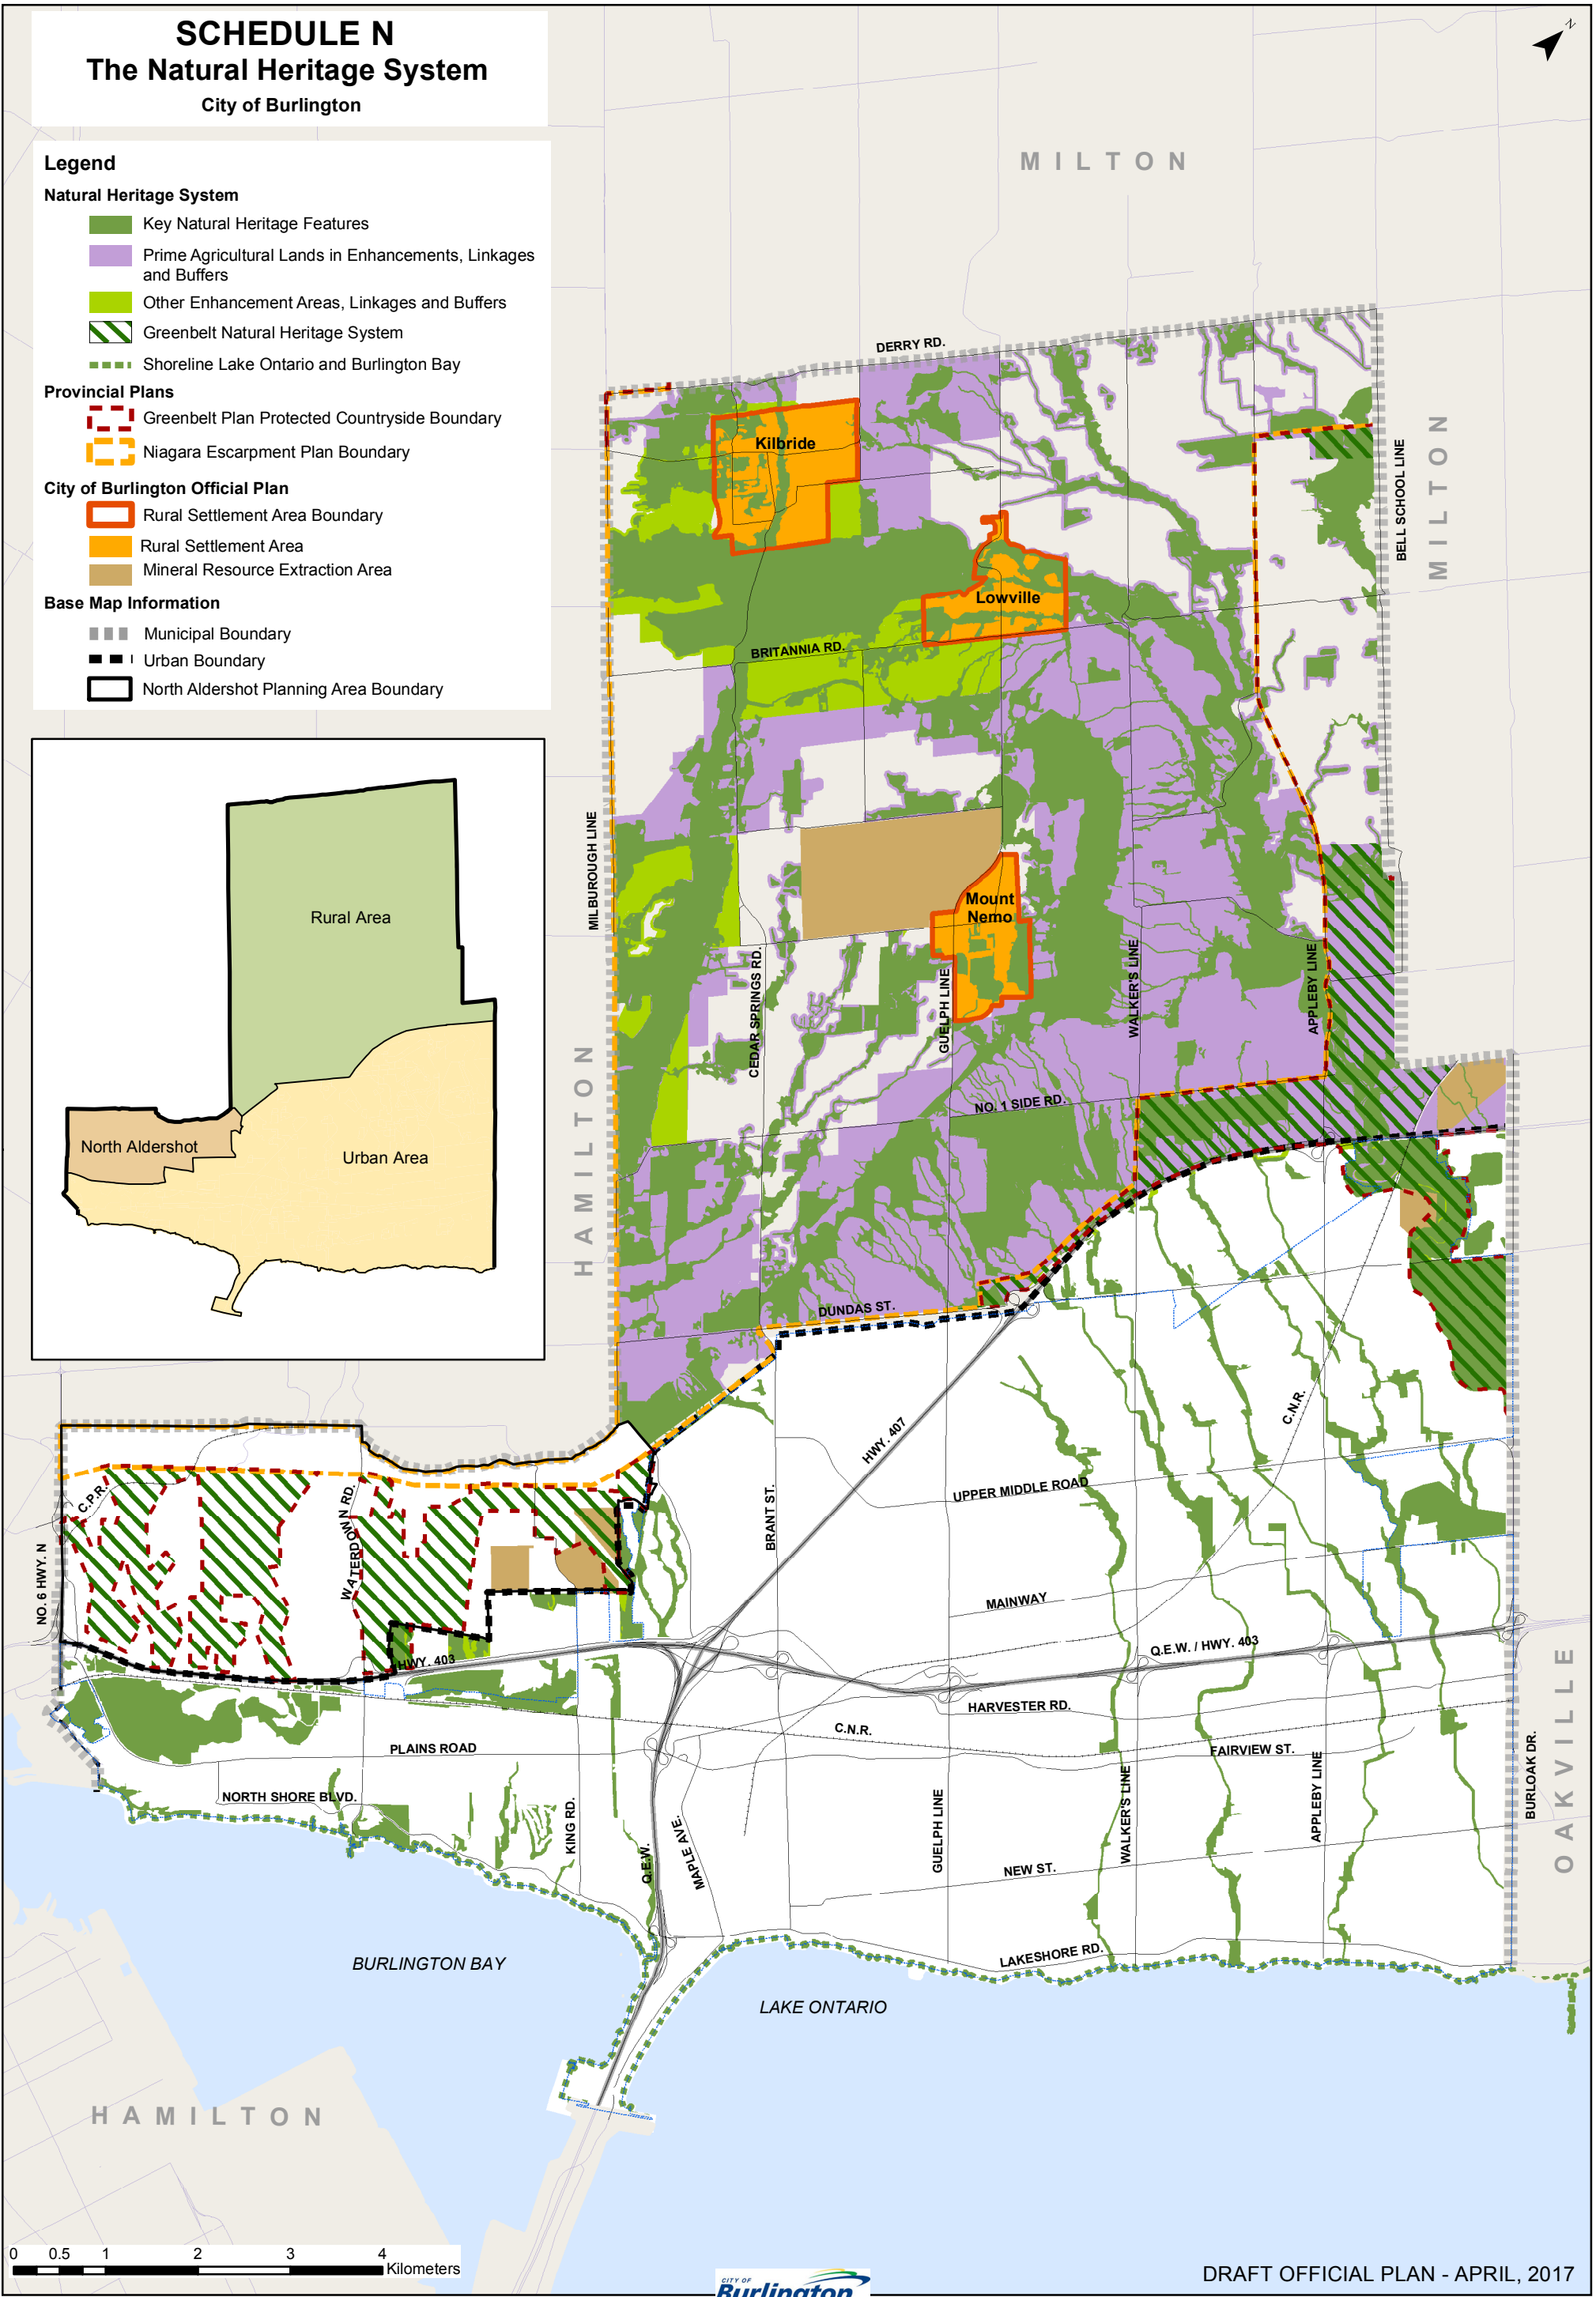 SCHEDULE N
The Natural Heritage System
City of Burlington
N
Legend
Natural Heritage System
Key Natural Heritage Features
Prime Agricultural Lands in Enhancements, Linkages
and Buffers
Other Enhancement Areas, Linkages and Buffers
Greenbelt Natural Heritage System
Shoreline Lake Ontario and Burlington Bay
Provincial Plans
Greenbelt Plan Protected Countryside Boundary
Niagara Escarpment Plan Boundary
City of Burlington Official Plan
Rural Settlement Area Boundary
Rural Settlement Area
Mineral Resource Extraction Area
Base Map Information
Municipal Boundary
Urban Boundary
North Aldershot Planning Area Boundary
Rural Area
North Aldershot
Urban Area
MILTON
DERRY RD.
MILTON
BELL SCHOOL LINE
Kilbride
Lowville
BRITANNIA RD.
MILBUROUGH LINE
Mount
Nemo
CEDAR SPRINGS RD.
GUELPH LINE
WALKER'S LINE
APPLEBY LINE
HAMILTON
NO. 1 SIDE RD.
DUNDAS ST.
HWY. 407
C.N.R.
UPPER MIDDLE ROAD
BRANT ST.
C.P.R.
WATERDOWN RD.
NO. 6 HWY. N
MAINWAY
Q.E.W. / HWY. 403
HWY. 403
HARVESTER RD.
C.N.R.
PLAINS ROAD
FAIRVIEW ST.
NORTH SHORE BLVD.
KING RD.
Q.E.W.
MAPLE AVE.
GUELPH LINE
WALKER'S LINE
APPLEBY LINE
BURLOAK DR.
OAKVILLE
NEW ST.
LAKESHORE RD.
BURLINGTON BAY
LAKE ONTARIO
HAMILTON
0 0.5 1 2 3 4
Kilometers
CITY OF
Burlington
DRAFT OFFICIAL PLAN - APRIL, 2017